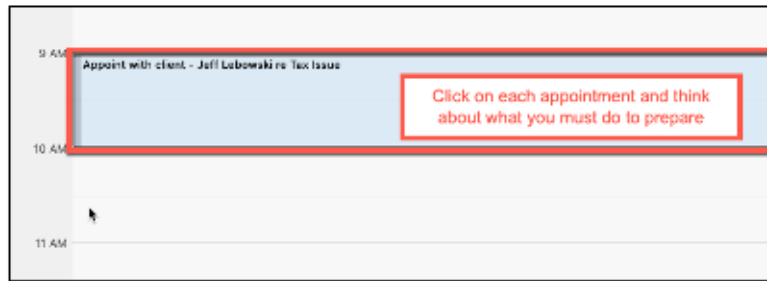 9 AM
Appoint with client - Jeff Lebowski re Tax Issue
Click on each appointment and think
about what you must do to prepare
10 AM
11 AM